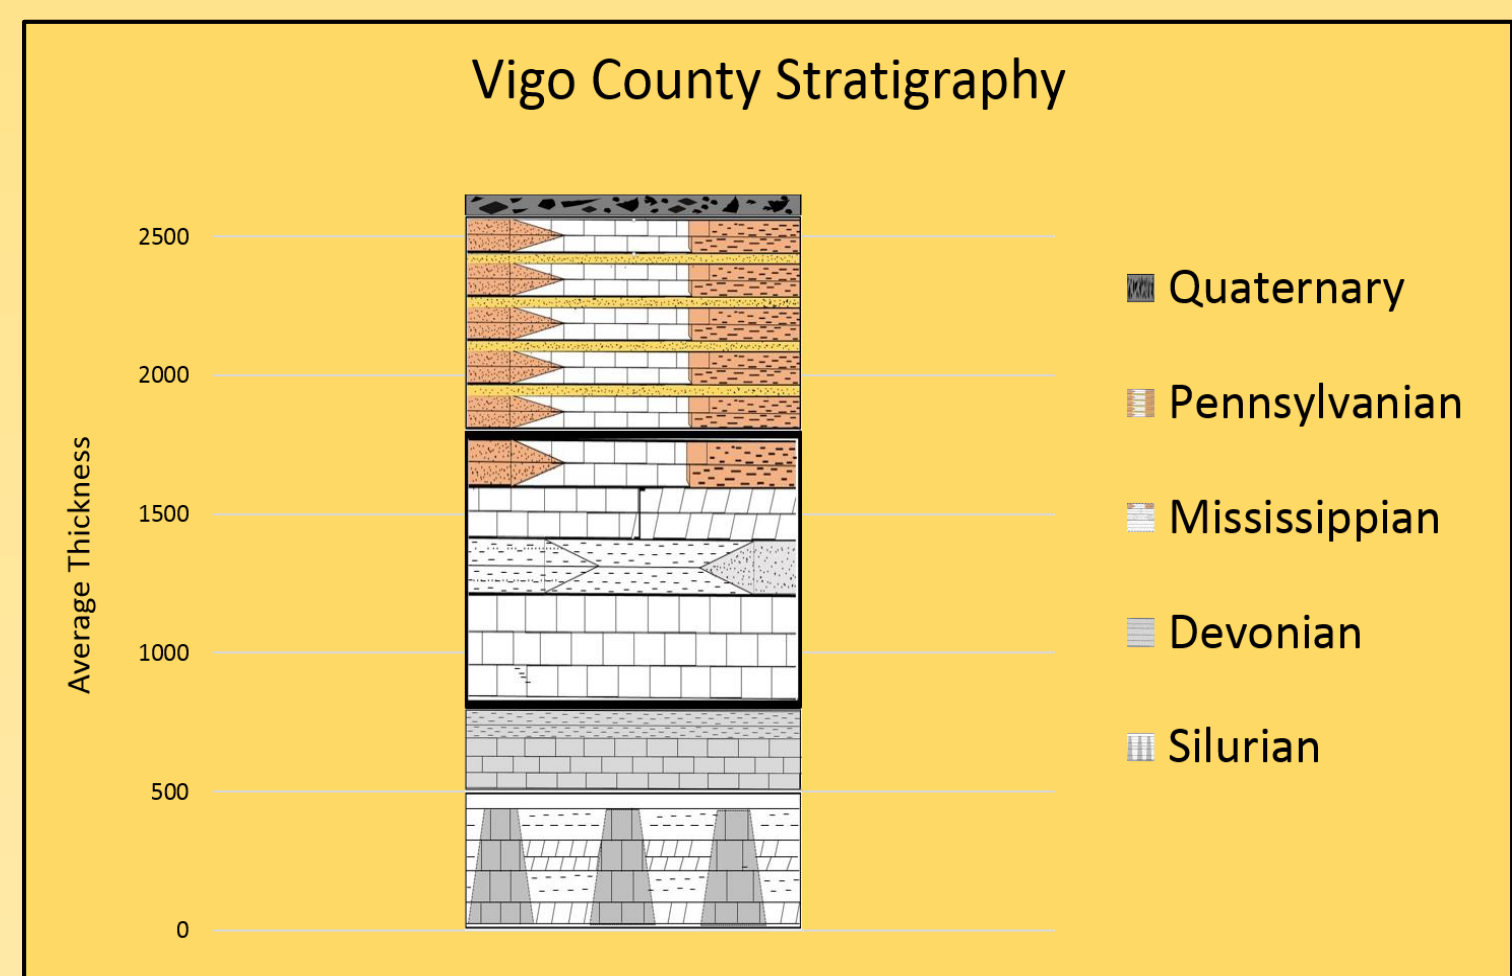 Vigo County Stratigraphy
Average Thickness
2500
2000
1500
1000
500
0
Quaternary
Pennsylvanian
Mississippian
Devonian
Silurian